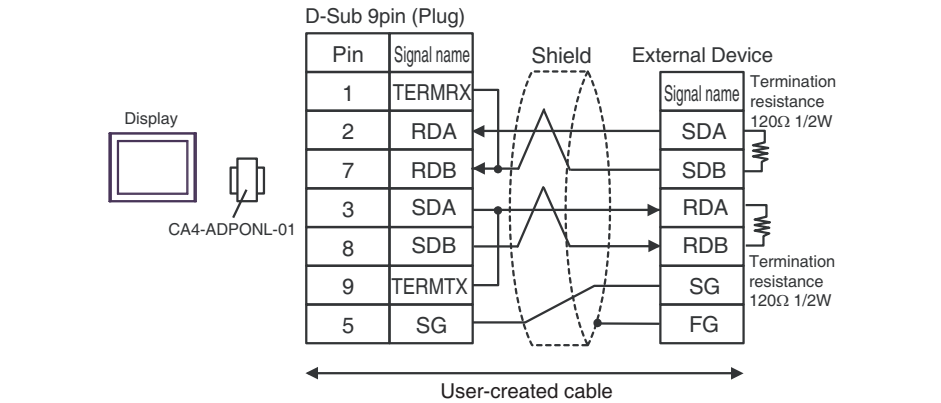 D-Sub 9pin (Plug)
Pin
Signal name
Shield
External Device
1
TERMRX
Signal name
Termination
resistance
120Ω 1/2W
Display
2
RDA
SDA
7
RDB
SDB
3
SDA
RDA
CA4-ADPONL-01
8
SDB
RDB
Termination
resistance
120Ω 1/2W
9
TERMTX
SG
5
SG
FG
User-created cable